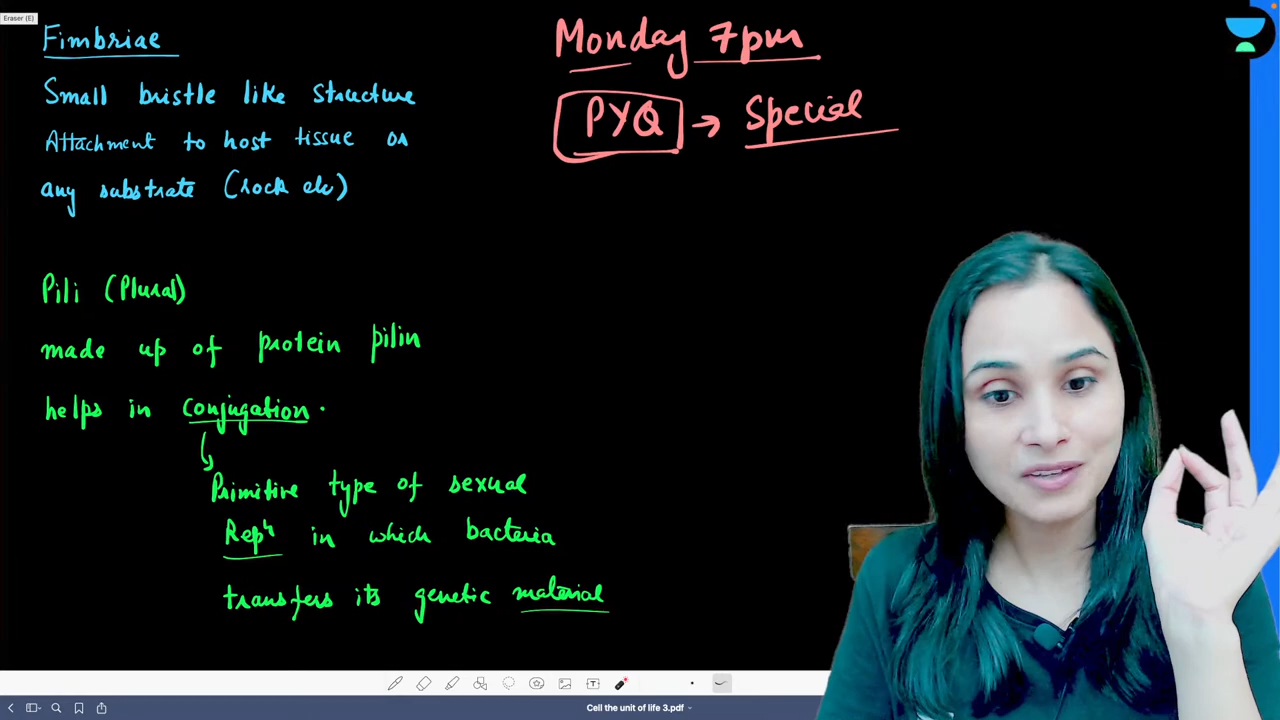 Eraser (E)
Fimbriae
Small bristle like structure
Attachment to host tissue or
any substrate (rock etc)
Pili (Plural)
made up of protein pilin
helps in conjugation.
Primitive type of sexual
Repⁿ in which bacteria
transfers its genetic material
Monday 7pm
PYQ → Special
Cell the unit of life 3.pdf